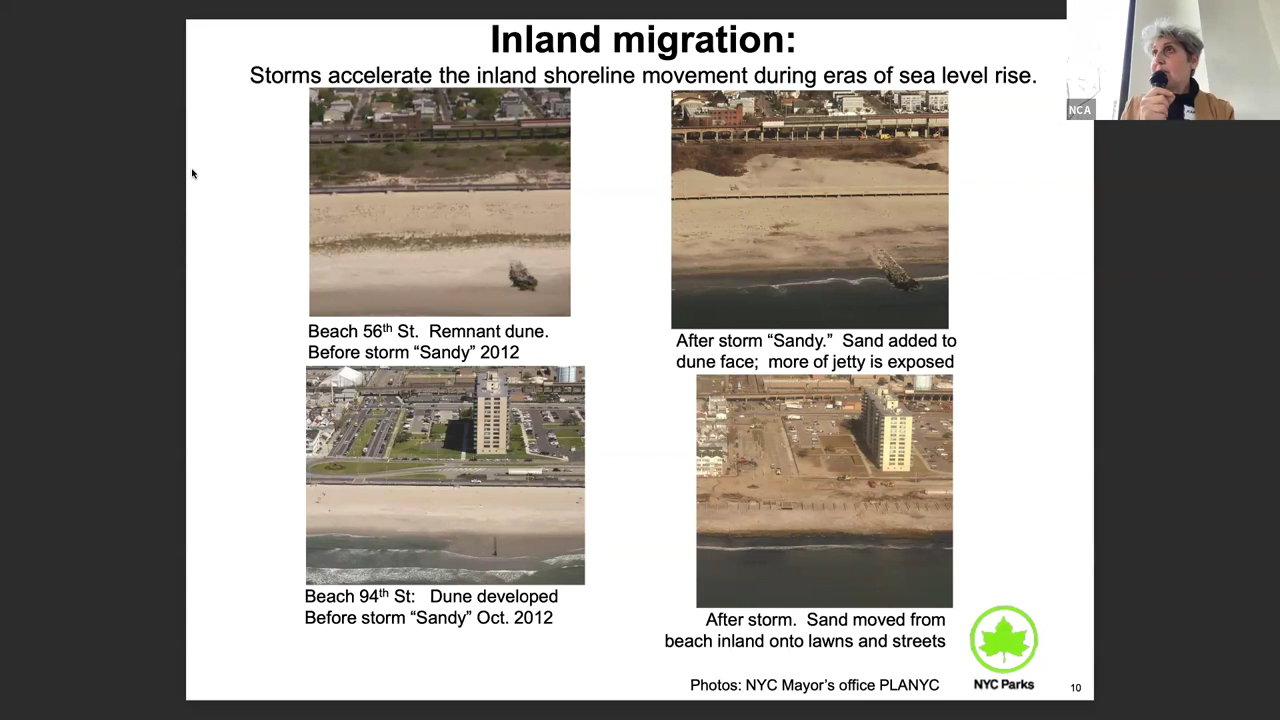 Inland migration:
Storms accelerate the inland shoreline movement during eras of sea level rise.
NCA
Beach 56th St. Remnant dune.
Before storm “Sandy” 2012
After storm “Sandy.” Sand added to
dune face; more of jetty is exposed
Beach 94th St: Dune developed
Before storm “Sandy” Oct. 2012
After storm. Sand moved from
beach inland onto lawns and streets
Photos: NYC Mayor’s office PLANYC
NYC Parks
10